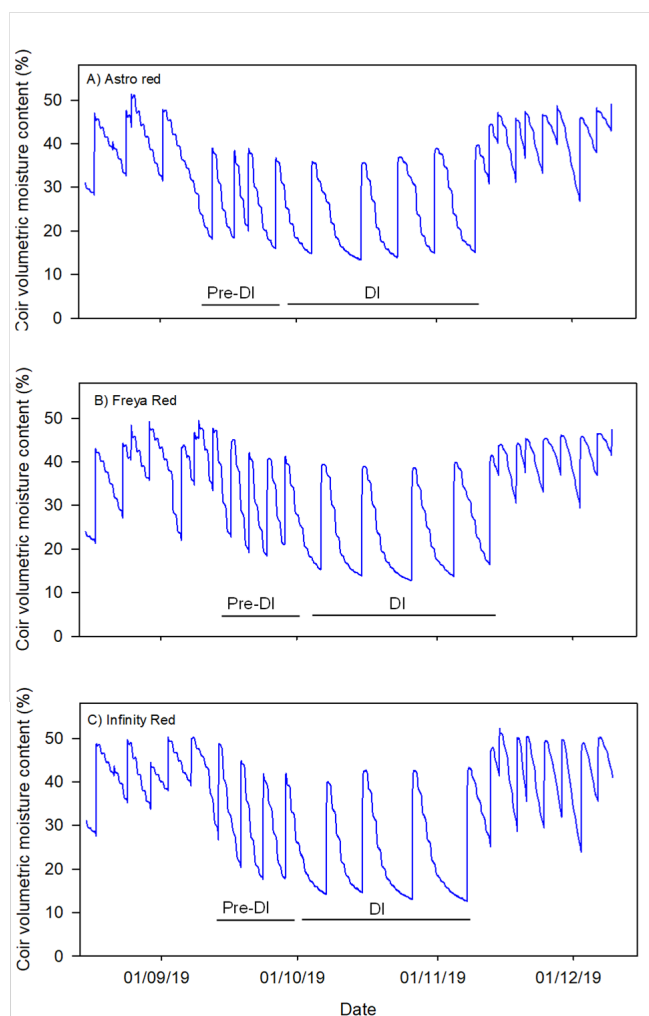 A) Astro red
Coir volumetric moisture content (%)
50
40
30
20
10
0
Pre-DI
DI
B) Freya Red
Coir volumetric moisture content (%)
50
40
30
20
10
0
Pre-DI
DI
C) Infinity Red
Coir volumetric moisture content (%)
50
40
30
20
10
0
Pre-DI
DI
01/09/19 01/10/19 01/11/19 01/12/19
Date